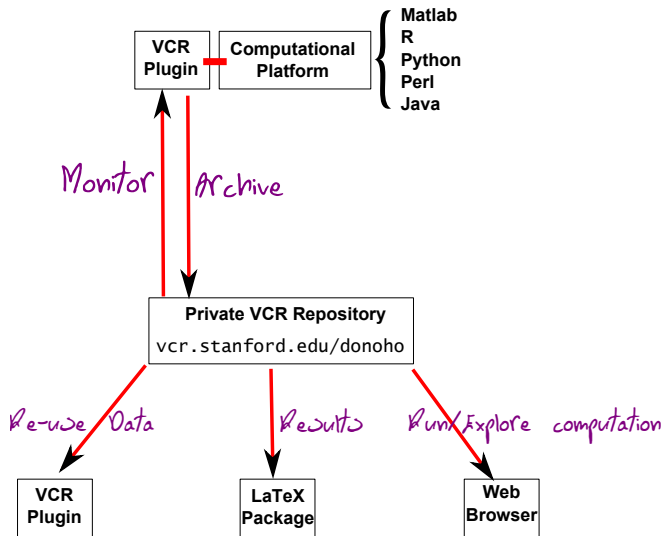 Matlab
R
Python
Perl
Java
VCR
Plugin
Computational
Platform
Monitor
Archive
Private VCR Repository
vcr.stanford.edu/donoho
Re-use Data
Results
Run/Explore computation
VCR
Plugin
LaTeX
Package
Web
Browser